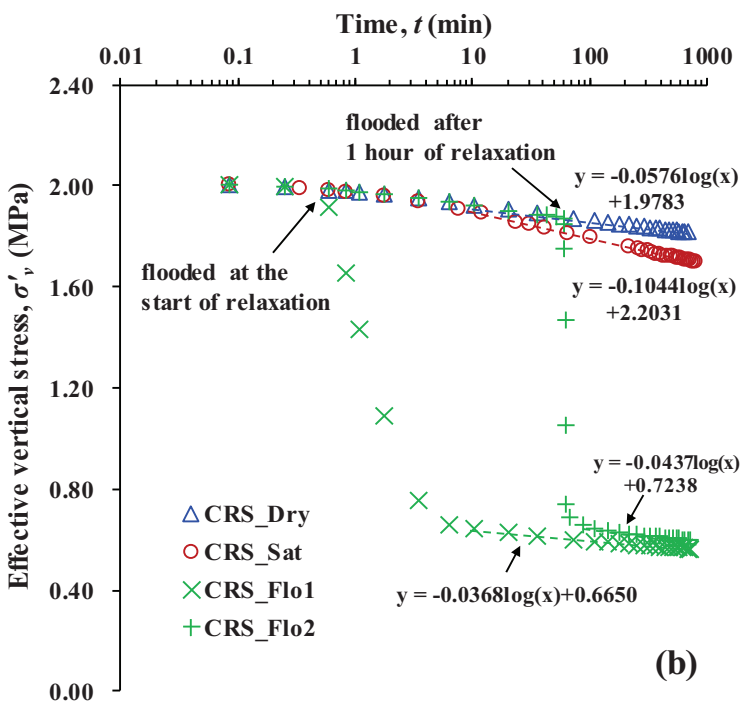 Time, t (min)
0.01 0.1 1 10 100 1000
Effective vertical stress, σ′v (MPa)
2.40
2.00
1.60
1.20
0.80
0.40
0.00
flooded after
1 hour of relaxation
y = -0.0576log(x)
+1.9783
flooded at the
start of relaxation
y = -0.1044log(x)
+2.2031
y = -0.0437log(x)
+0.7238
y = -0.0368log(x)+0.6650
CRS_Dry
CRS_Sat
CRS_Flo1
CRS_Flo2
(b)